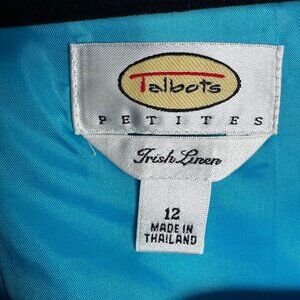 Talbots
PETITES
Irish Linen
12
MADE IN
THAILAND